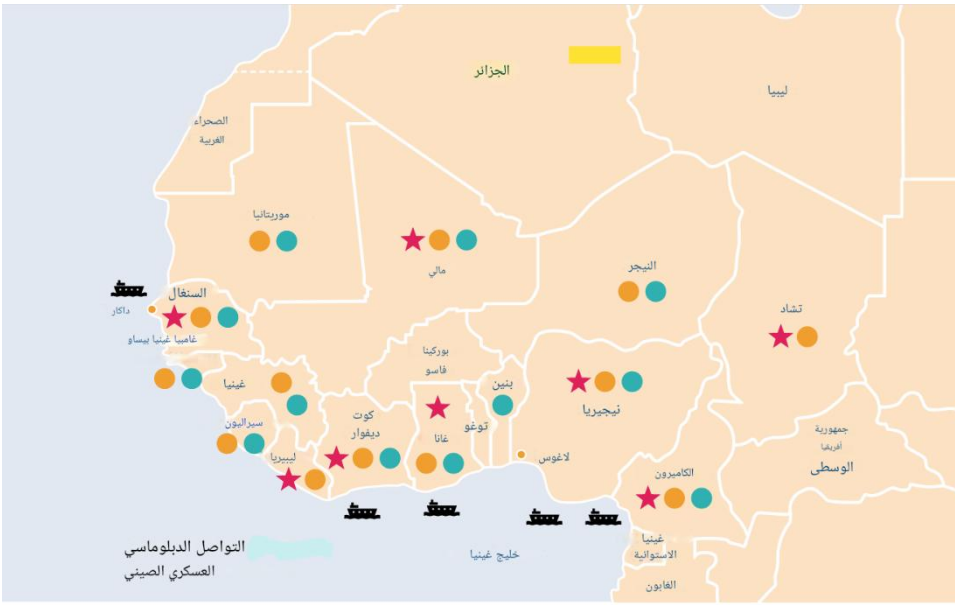 الجزائر
ليبيا
الصحراء
الغربية
موريتانيا
مالي
النيجر
تشاد
السنغال
داكار
غامبيا غينيا بيساو
بوركينا
فاسو
بنين
غينيا
نيجيريا
كوت
ديفوار
توغو
غانا
سيراليون
ليبيريا
لاغوس
جمهورية
أفريقيا
الوسطى
الكاميرون
غينيا
الاستوائية
خليج غينيا
الغابون
التواصل الدبلوماسي
العسكري الصيني